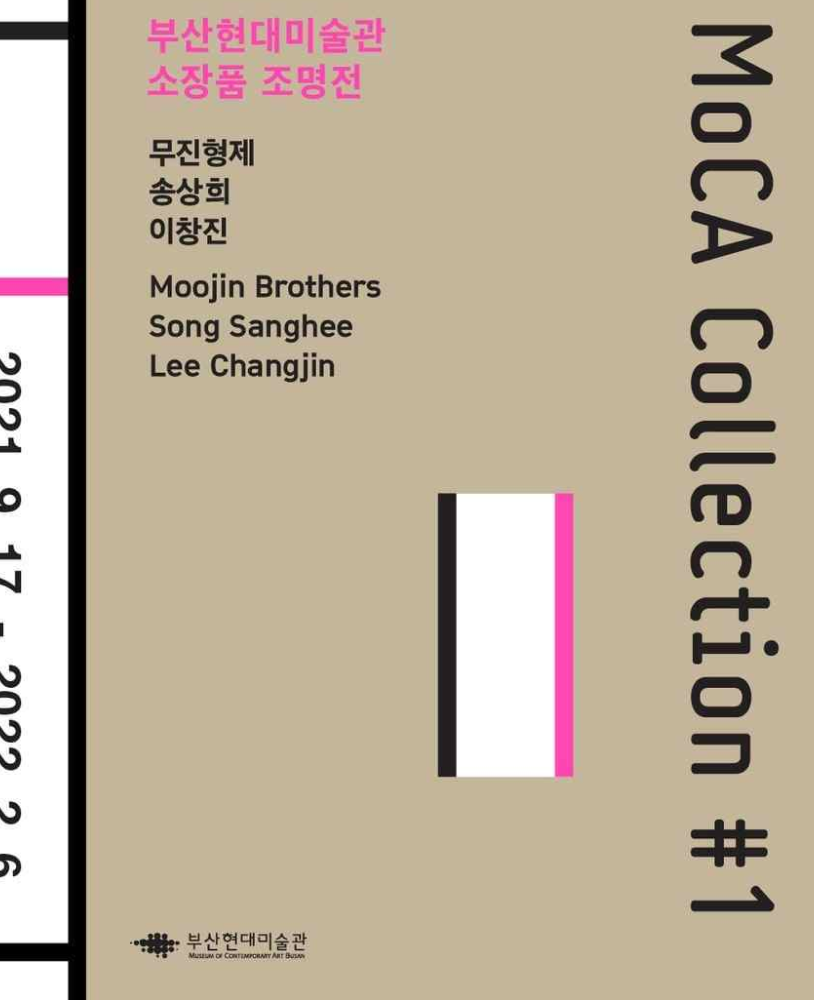 부산현대미술관
소장품 조명전
무진형제
송상희
이창진
Moojin Brothers
Song Sanghee
Lee Changjin
MoCA Collection #1
2021 9 17 - 2022 2 6
부산현대미술관
MUSEUM OF CONTEMPORARY ART BUSAN